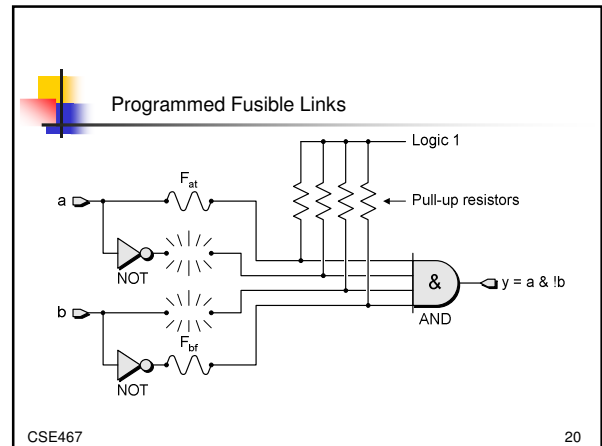 Programmed Fusible Links
Logic 1
Fat
a
Pull-up resistors
NOT
&
y = a & !b
b
AND
Fbf
NOT
CSE467
20